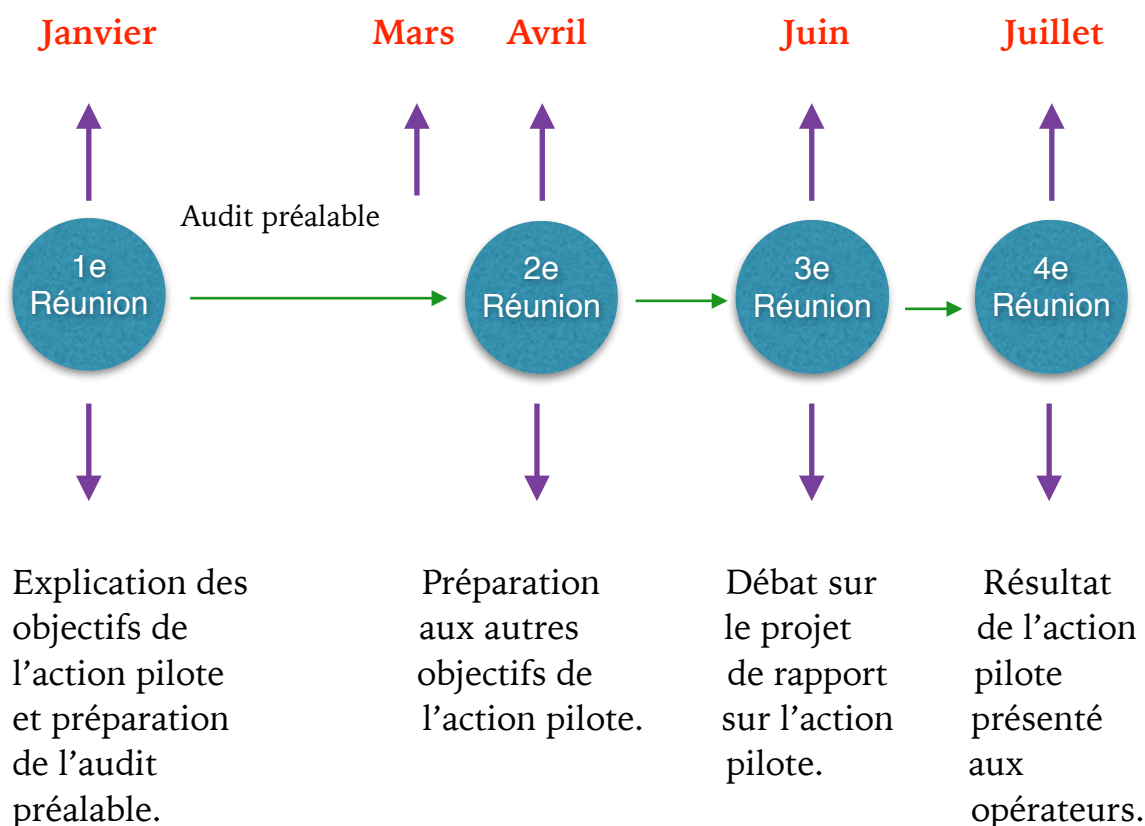 Janvier
Mars
Avril
Juin
Juillet
Audit préalable
1e
Réunion
2e
Réunion
3e
Réunion
4e
Réunion
Explication des
objectifs de
l’action pilote
et préparation
de l’audit
préalable.
Préparation
aux autres
objectifs de
l’action pilote.
Débat sur
le projet
de rapport
sur l’action
pilote.
Résultat
de l’action
pilote
présenté
aux
opérateurs.